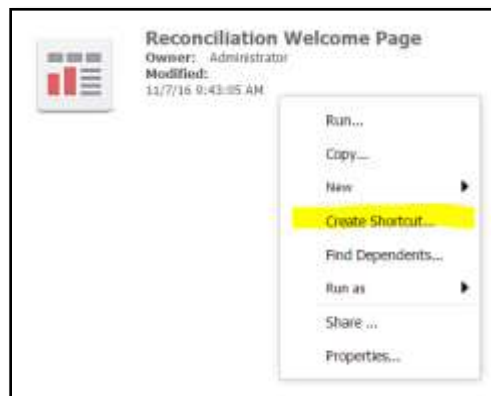 Reconciliation Welcome Page
Owner: Administrator
Modified:
11/7/16 9:43:05 AM
Run...
Copy...
New
Create Shortcut...
Find Dependents...
Run as
Share ...
Properties...